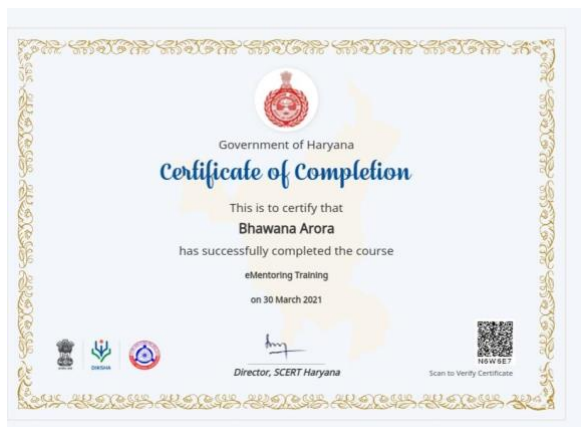 Government of Haryana
Certificate of Completion
This is to certify that
Bhawana Arora
has successfully completed the course
eMentoring Training
on 30 March 2021
DIKSHA
Director, SCERT Haryana
N6W6E7
Scan to Verify Certificate